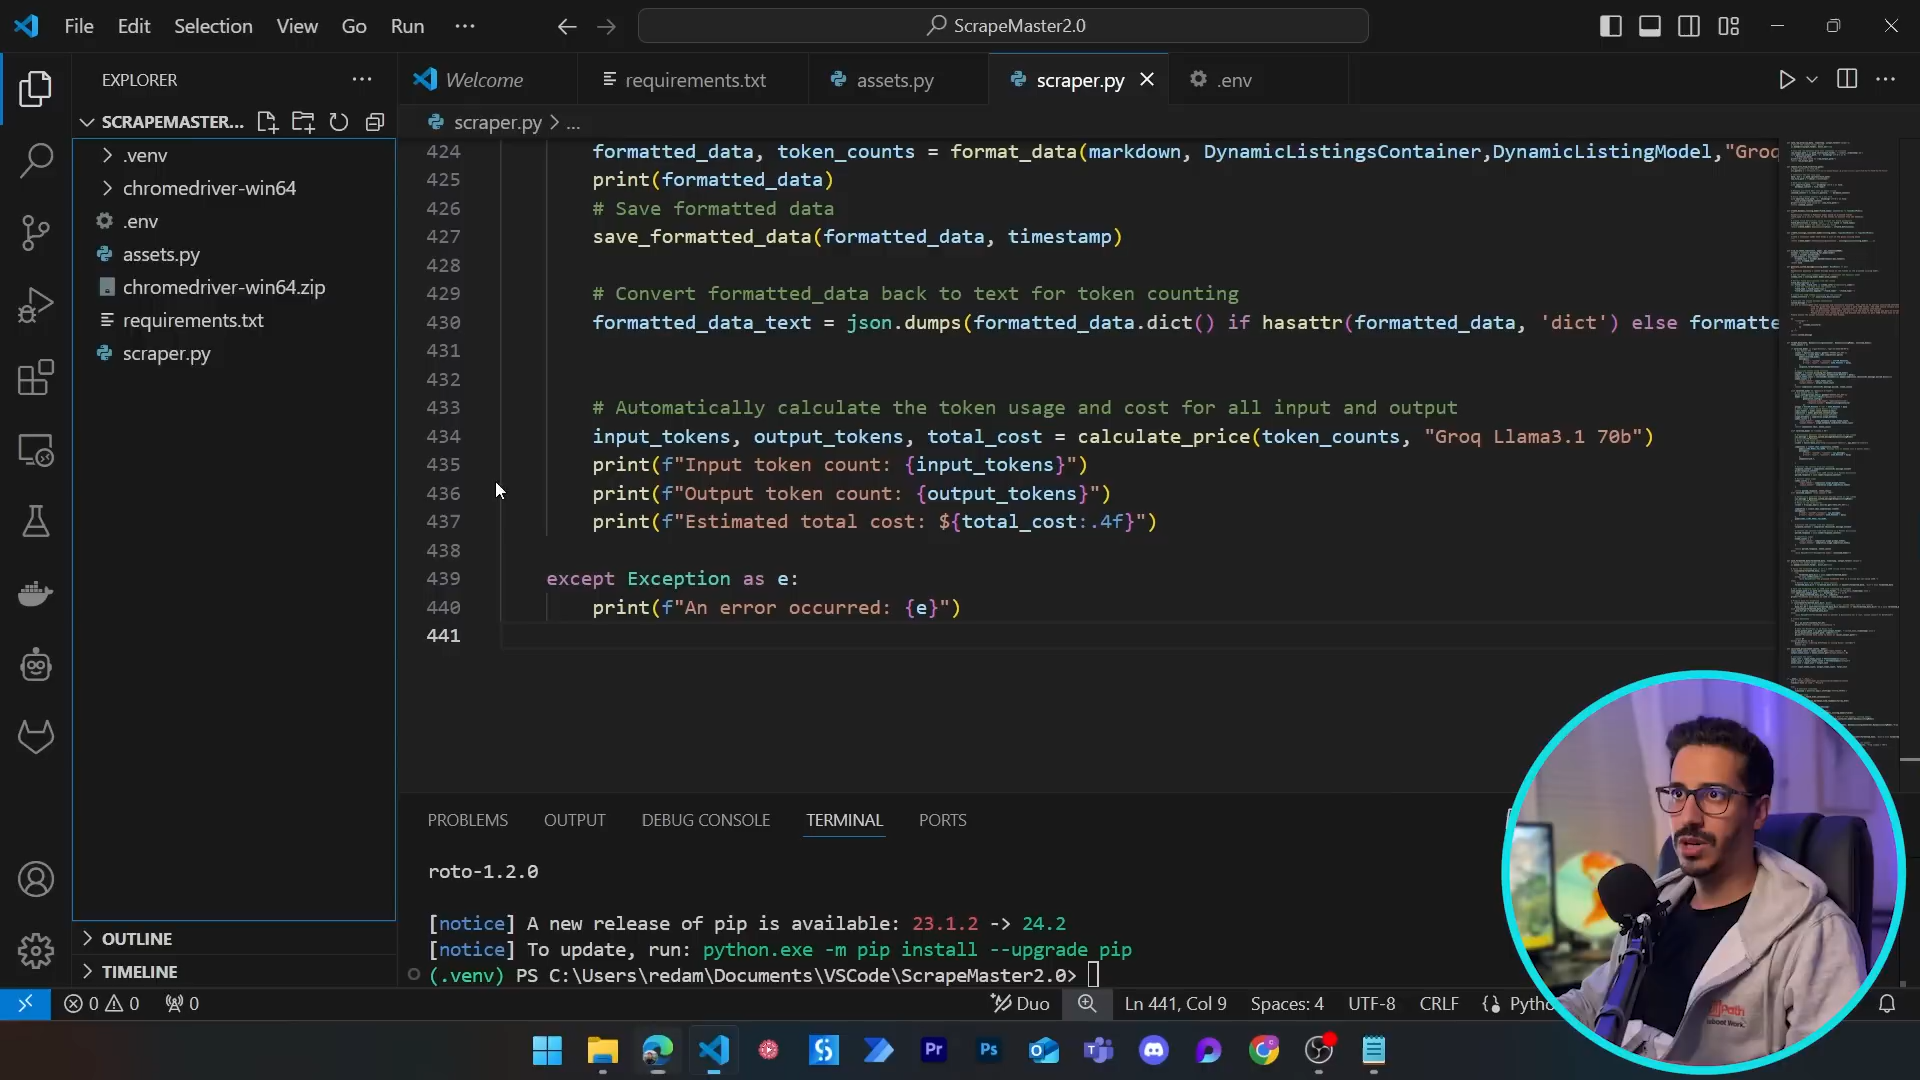 File Edit Selection View Go Run ···
ScrapeMaster2.0
EXPLORER
SCRAPEMASTER...
.venv
chromedriver-win64
.env
assets.py
chromedriver-win64.zip
requirements.txt
scraper.py
OUTLINE
TIMELINE
Welcome requirements.txt assets.py scraper.py .env
scraper.py > ...
424 formatted_data, token_counts = format_data(markdown, DynamicListingsContainer,DynamicListingModel,"Groq
425 print(formatted_data)
426 # Save formatted data
427 save_formatted_data(formatted_data, timestamp)
428
429 # Convert formatted_data back to text for token counting
430 formatted_data_text = json.dumps(formatted_data.dict() if hasattr(formatted_data, 'dict') else formatte
431
432
433 # Automatically calculate the token usage and cost for all input and output
434 input_tokens, output_tokens, total_cost = calculate_price(token_counts, "Groq Llama3.1 70b")
435 print(f"Input token count: {input_tokens}")
436 print(f"Output token count: {output_tokens}")
437 print(f"Estimated total cost: ${total_cost:.4f}")
438
439 except Exception as e:
440 print(f"An error occurred: {e}")
441
PROBLEMS OUTPUT DEBUG CONSOLE TERMINAL PORTS
roto-1.2.0
[notice] A new release of pip is available: 23.1.2 -> 24.2
[notice] To update, run: python.exe -m pip install --upgrade pip
(.venv) PS C:\Users\redam\Documents\VSCode\ScrapeMaster2.0>
0 0 0 Duo Ln 441, Col 9 Spaces: 4 UTF-8 CRLF Pytho
Pr Ps